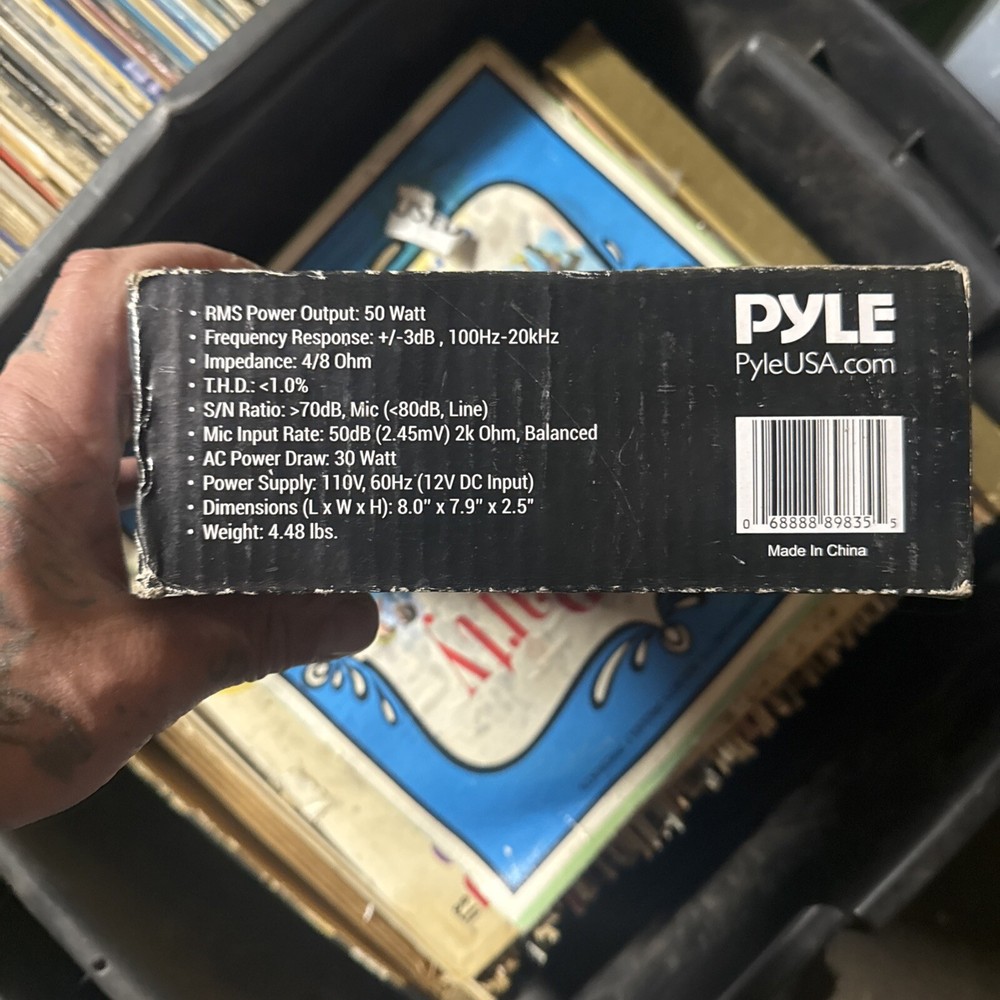 • RMS Power Output: 50 Watt
• Frequency Response: +/-3dB , 100Hz-20kHz
• Impedance: 4/8 Ohm
• T.H.D.: <1.0%
• S/N Ratio: >70dB, Mic (<80dB, Line)
• Mic Input Rate: 50dB (2.45mV) 2k Ohm, Balanced
• AC Power Draw: 30 Watt
• Power Supply: 110V, 60Hz (12V DC Input)
• Dimensions (L x W x H): 8.0" x 7.9" x 2.5"
• Weight: 4.48 lbs.
PYLE
PyleUSA.com
0 68888 89835 5
Made In China